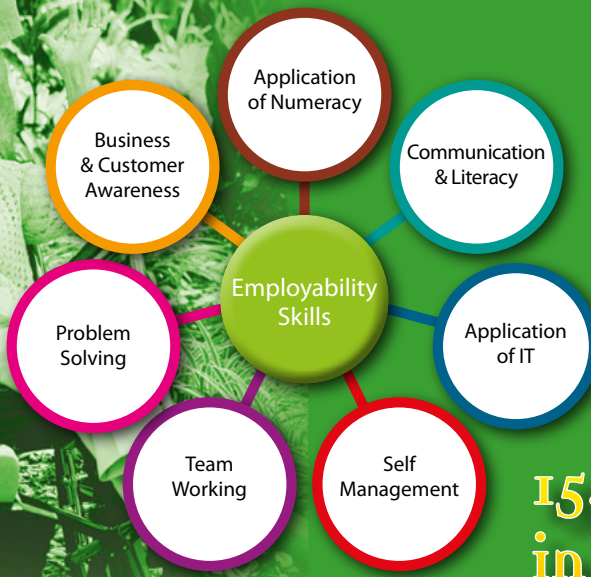 Application
of Numeracy
Communication
& Literacy
Application
of IT
Self
Management
Team
Working
Problem
Solving
Business
& Customer
Awareness
Employability
Skills
in